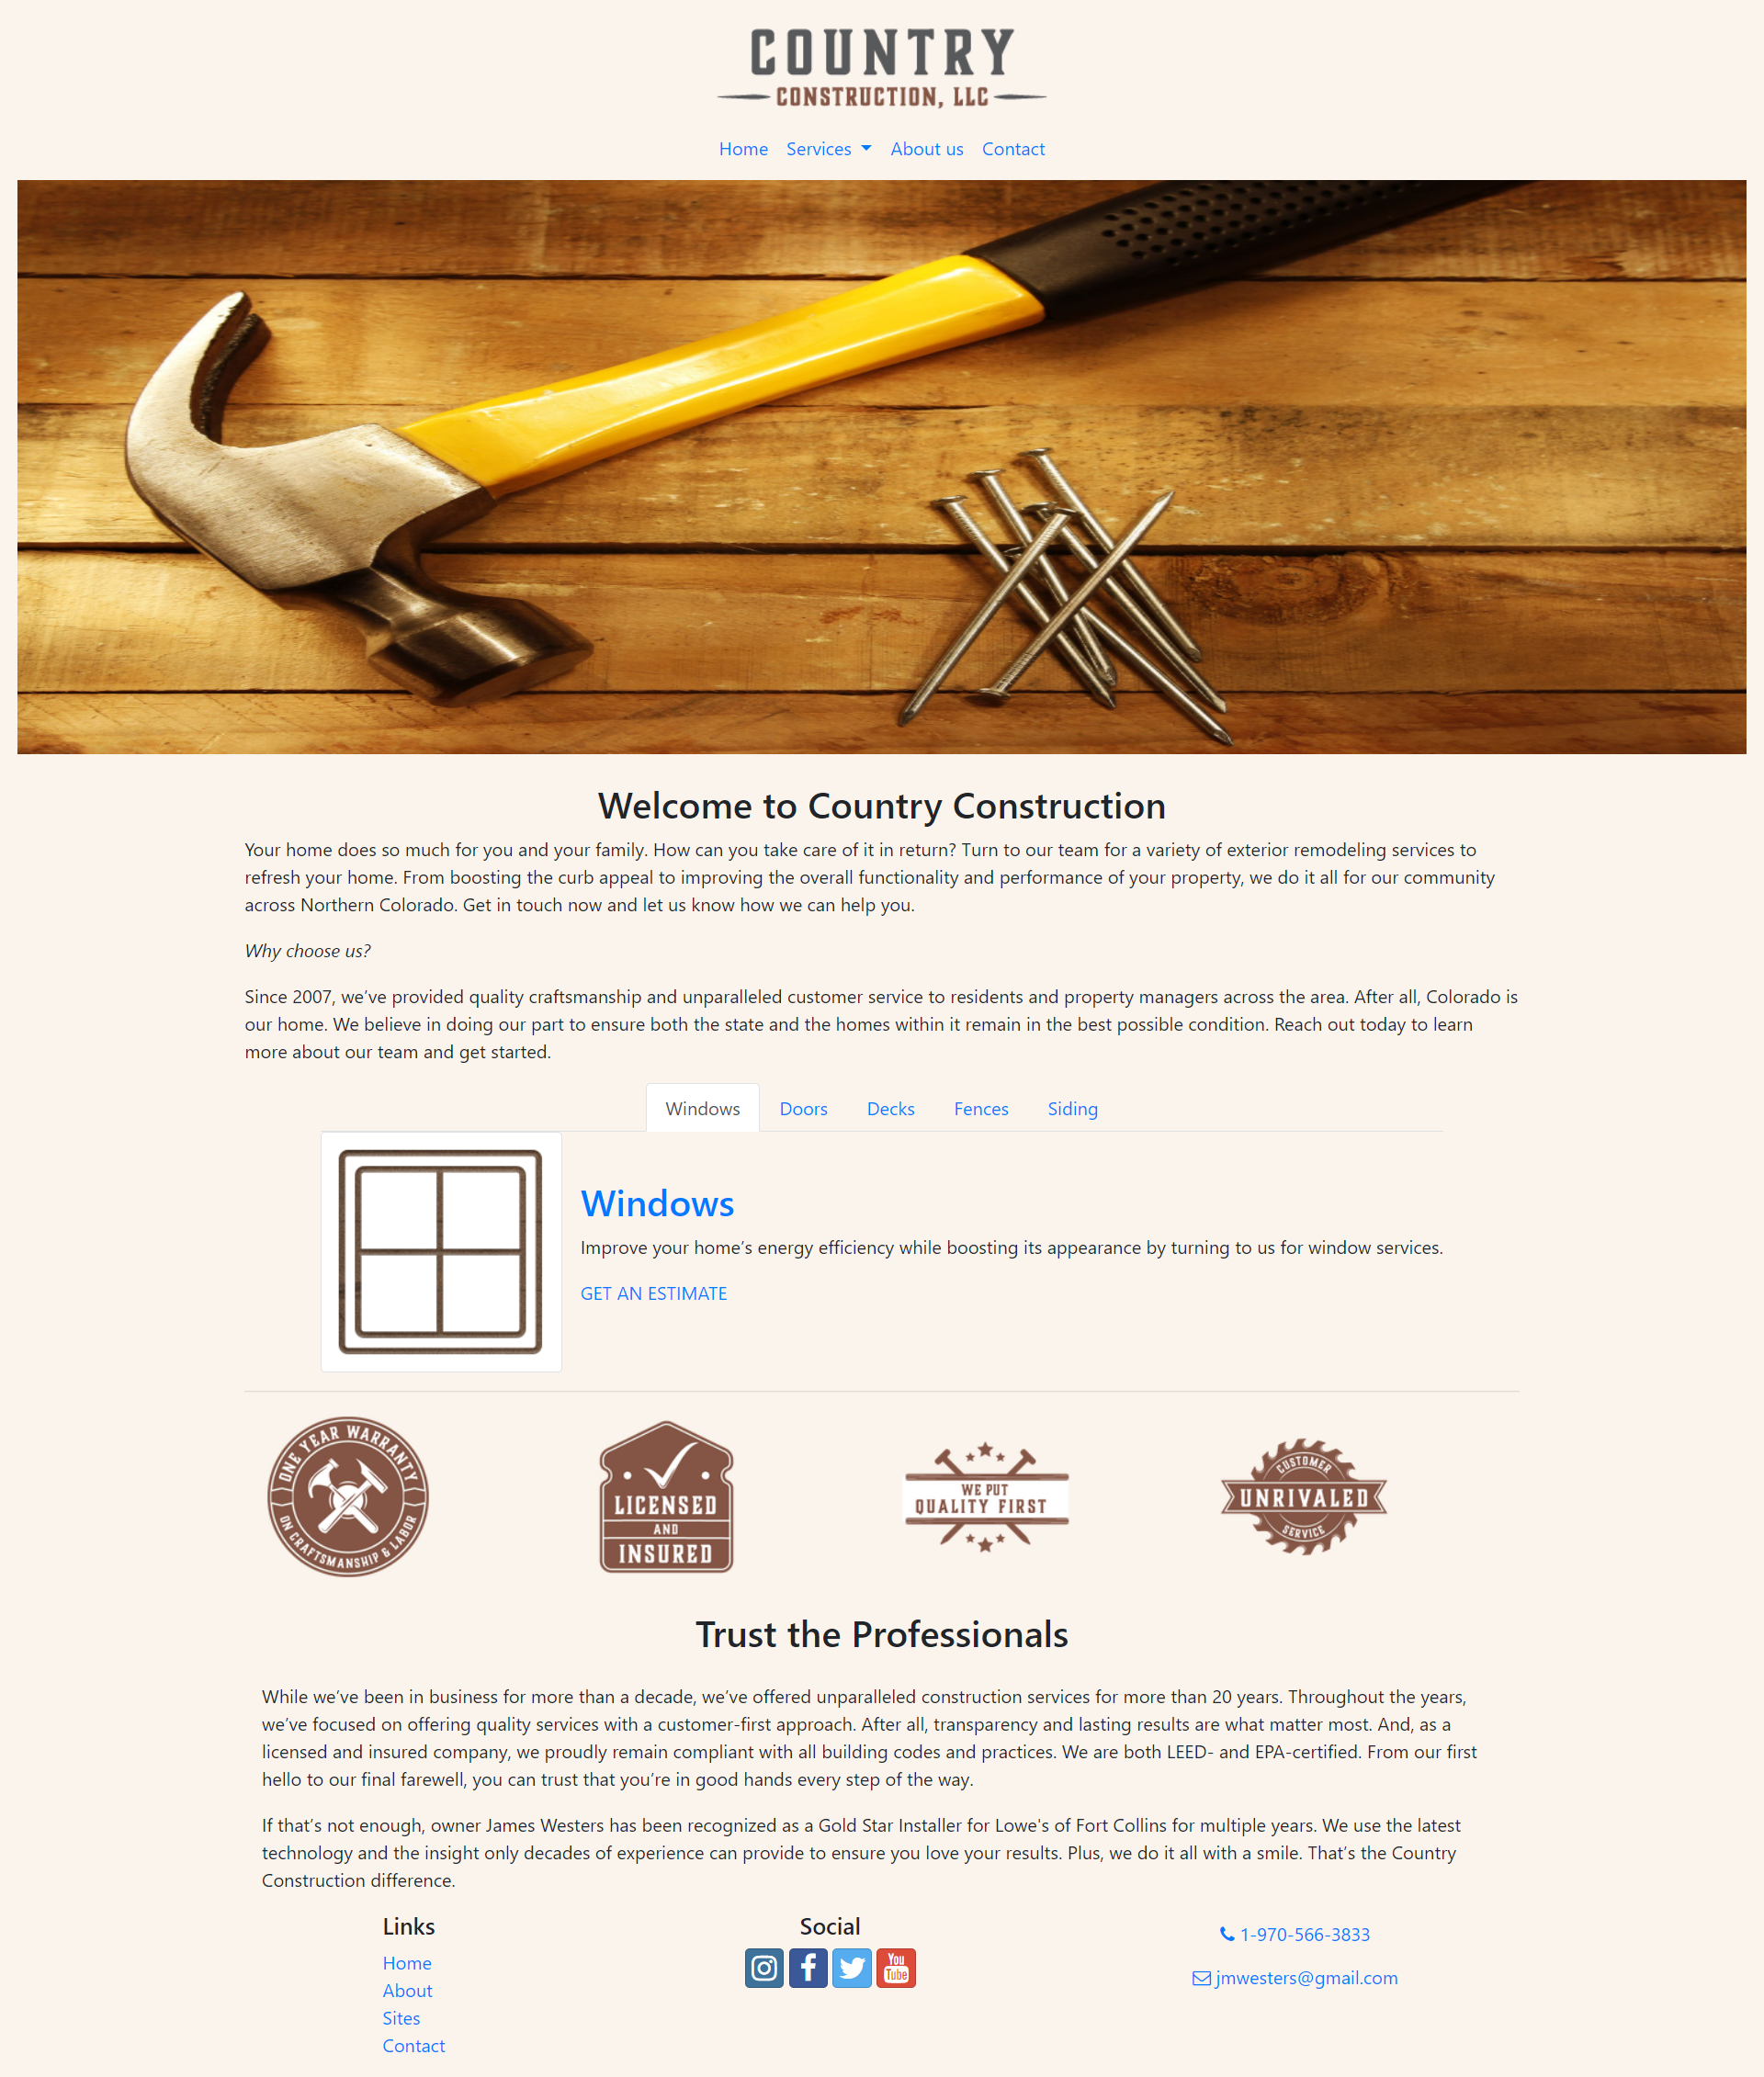 COUNTRY
CONSTRUCTION, LLC
Home Services About us Contact
Welcome to Country Construction
Your home does so much for you and your family. How can you take care of it in return? Turn to our team for a variety of exterior remodeling services to
refresh your home. From boosting the curb appeal to improving the overall functionality and performance of your property, we do it all for our community
across Northern Colorado. Get in touch now and let us know how we can help you.
Why choose us?
Since 2007, we’ve provided quality craftsmanship and unparalleled customer service to residents and property managers across the area. After all, Colorado is
our home. We believe in doing our part to ensure both the state and the homes within it remain in the best possible condition. Reach out today to learn
more about our team and get started.
Windows Doors Decks Fences Siding
Windows
Improve your home’s energy efficiency while boosting its appearance by turning to us for window services.
GET AN ESTIMATE
ONE YEAR WARRANTY
ON CRAFTSMANSHIP & LABOR
LICENSED
AND
INSURED
WE PUT
QUALITY FIRST
CUSTOMER
UNRIVALED
SERVICE
Trust the Professionals
While we’ve been in business for more than a decade, we’ve offered unparalleled construction services for more than 20 years. Throughout the years,
we’ve focused on offering quality services with a customer-first approach. After all, transparency and lasting results are what matter most. And, as a
licensed and insured company, we proudly remain compliant with all building codes and practices. We are both LEED- and EPA-certified. From our first
hello to our final farewell, you can trust that you’re in good hands every step of the way.
If that’s not enough, owner James Westers has been recognized as a Gold Star Installer for Lowe's of Fort Collins for multiple years. We use the latest
technology and the insight only decades of experience can provide to ensure you love your results. Plus, we do it all with a smile. That’s the Country
Construction difference.
Links
Home
About
Sites
Contact
Social
You
Tube
1-970-566-3833
jmwesters@gmail.com